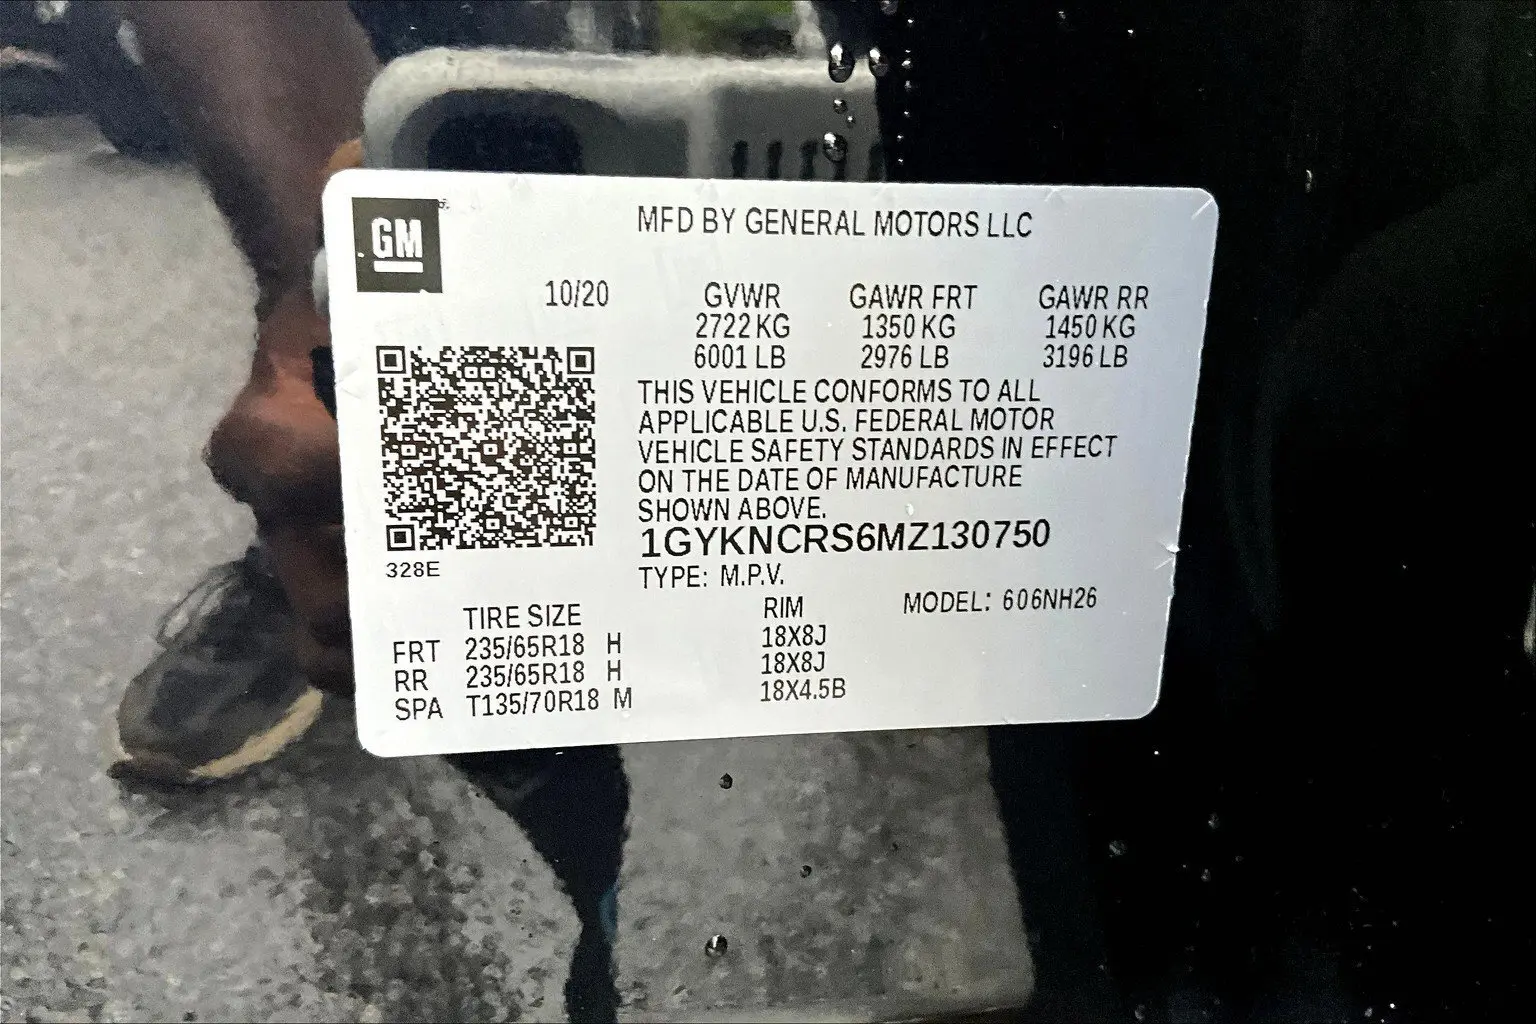 GM
MFD BY GENERAL MOTORS LLC
10/20
GVWR GAWR FRT GAWR RR
2722 KG 1350 KG 1450 KG
6001 LB 2976 LB 3196 LB
THIS VEHICLE CONFORMS TO ALL
APPLICABLE U.S. FEDERAL MOTOR
VEHICLE SAFETY STANDARDS IN EFFECT
ON THE DATE OF MANUFACTURE
SHOWN ABOVE.
1GYKNCRS6MZ130750
328E
TYPE: M.P.V.
TIRE SIZE RIM MODEL: 606NH26
FRT 235/65R18 H 18X8J
RR 235/65R18 H 18X8J
SPA T135/70R18 M 18X4.5B